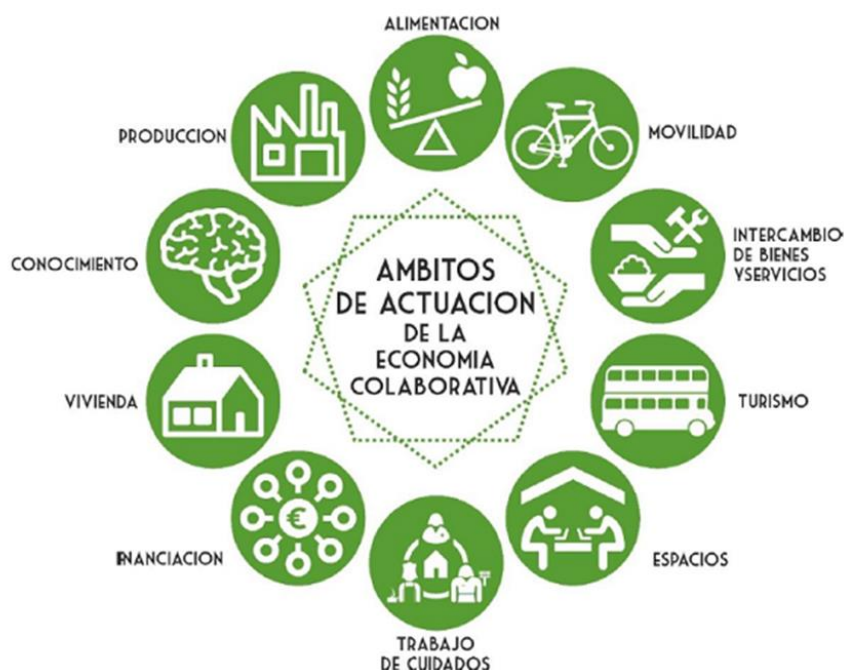 ALIMENTACION
MOVILIDAD
INTERCAMBIO
DE BIENES
YSERVICIOS
TURISMO
ESPACIOS
TRABAJO
DE CUIDADOS
FINANCIACION
VIVIENDA
CONOCIMIENTO
PRODUCCION
AMBITOS
DE ACTUACION
DE LA
ECONOMIA
COLABORATIVA
€